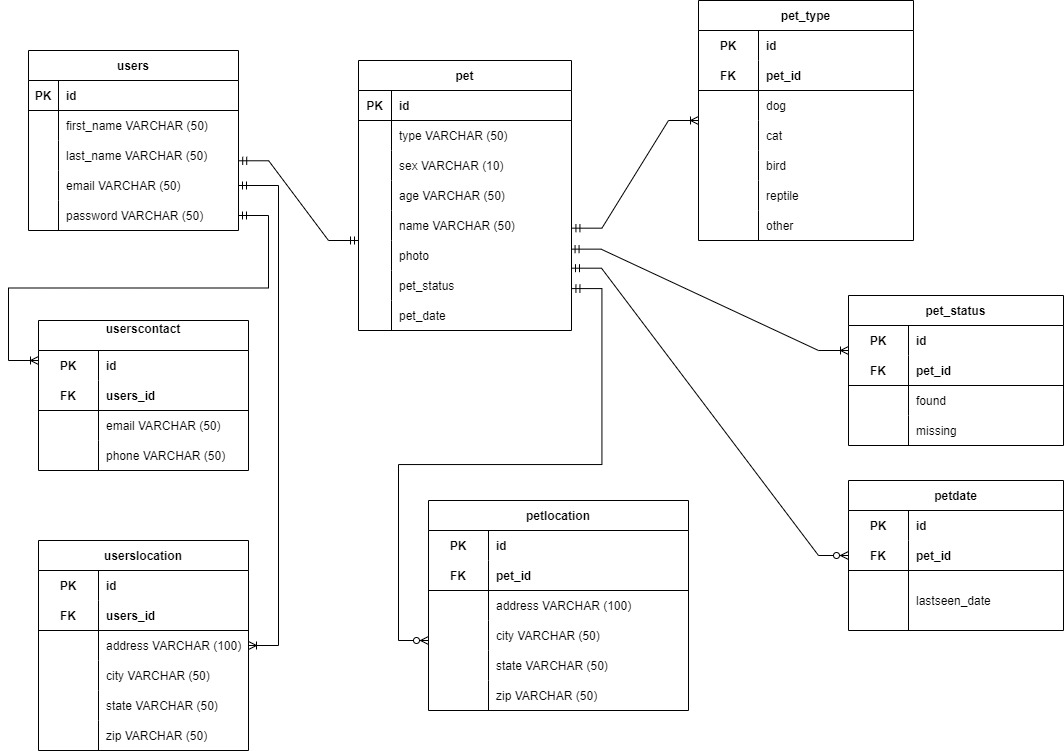 users
PK id
first_name VARCHAR (50)
last_name VARCHAR (50)
email VARCHAR (50)
password VARCHAR (50)
pet
PK id
type VARCHAR (50)
sex VARCHAR (10)
age VARCHAR (50)
name VARCHAR (50)
photo
pet_status
pet_date
pet_type
PK id
FK pet_id
dog
cat
bird
reptile
other
userscontact
PK id
FK users_id
email VARCHAR (50)
phone VARCHAR (50)
pet_status
PK id
FK pet_id
found
missing
userslocation
PK id
FK users_id
address VARCHAR (100)
city VARCHAR (50)
state VARCHAR (50)
zip VARCHAR (50)
petlocation
PK id
FK pet_id
address VARCHAR (100)
city VARCHAR (50)
state VARCHAR (50)
zip VARCHAR (50)
petdate
PK id
FK pet_id
lastseen_date